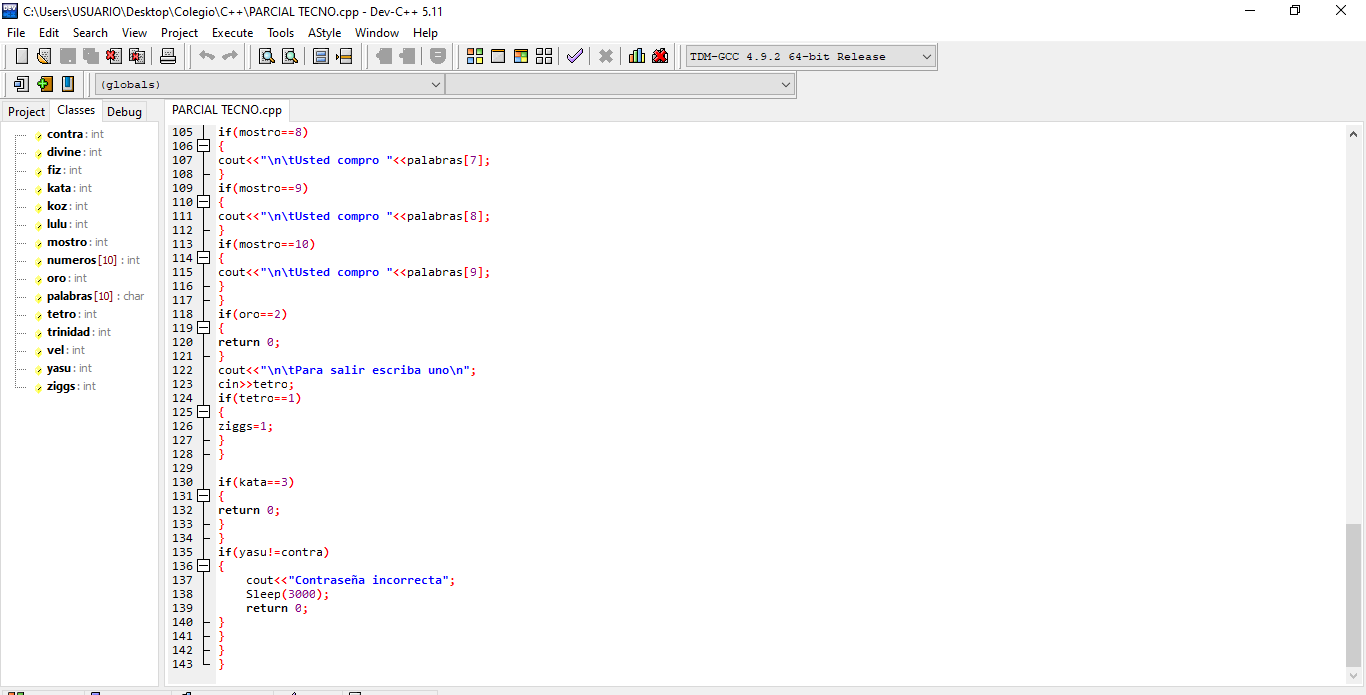 C:\Users\USUARIO\Desktop\Colegio\C++\PARCIAL TECNO.cpp - Dev-C++ 5.11
File Edit Search View Project Execute Tools AStyle Window Help
TDM-GCC 4.9.2 64-bit Release
(globals)
Project Classes Debug
PARCIAL TECNO.cpp
contra : int
divine : int
fiz : int
kata : int
koz : int
lulu : int
mostro : int
numeros [10] : int
oro : int
palabras [10] : char
tetro : int
trinidad : int
vel : int
yasu : int
ziggs : int
105 if(mostro==8)
106 {
107 cout<<"\n\tUsted compro "<<palabras[7];
108 }
109 if(mostro==9)
110 {
111 cout<<"\n\tUsted compro "<<palabras[8];
112 }
113 if(mostro==10)
114 {
115 cout<<"\n\tUsted compro "<<palabras[9];
116 }
117 }
118 if(oro==2)
119 {
120 return 0;
121 }
122 cout<<"\n\tPara salir escriba uno\n";
123 cin>>tetro;
124 if(tetro==1)
125 {
126 ziggs=1;
127 }
128 }
129
130 if(kata==3)
131 {
132 return 0;
133 }
134 }
135 if(yasu!=contra)
136 {
137 cout<<"Contraseña incorrecta";
138 Sleep(3000);
139 return 0;
140 }
141 }
142 }
143 }